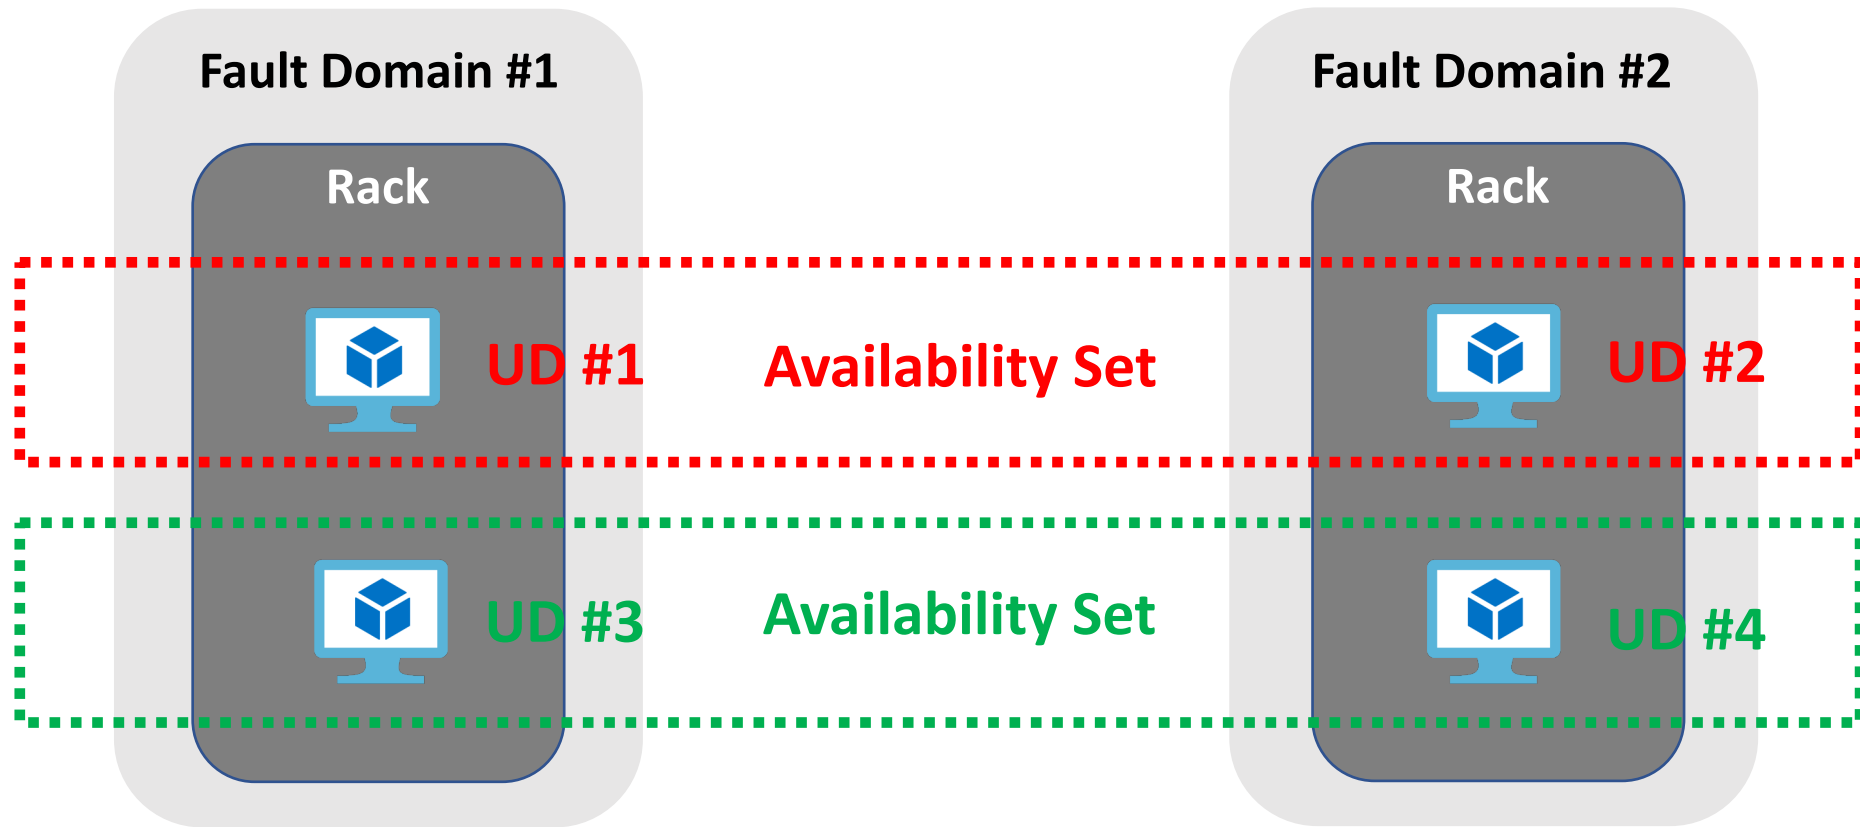 Fault Domain #1
Fault Domain #2
Rack
Rack
UD #1
Availability Set
UD #2
UD #3
Availability Set
UD #4